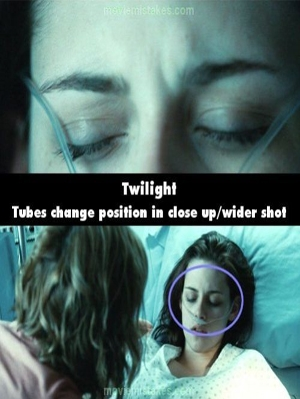 moviemistakes.com
Twilight
Tubes change position in close up/wider shot
moviemistakes.com